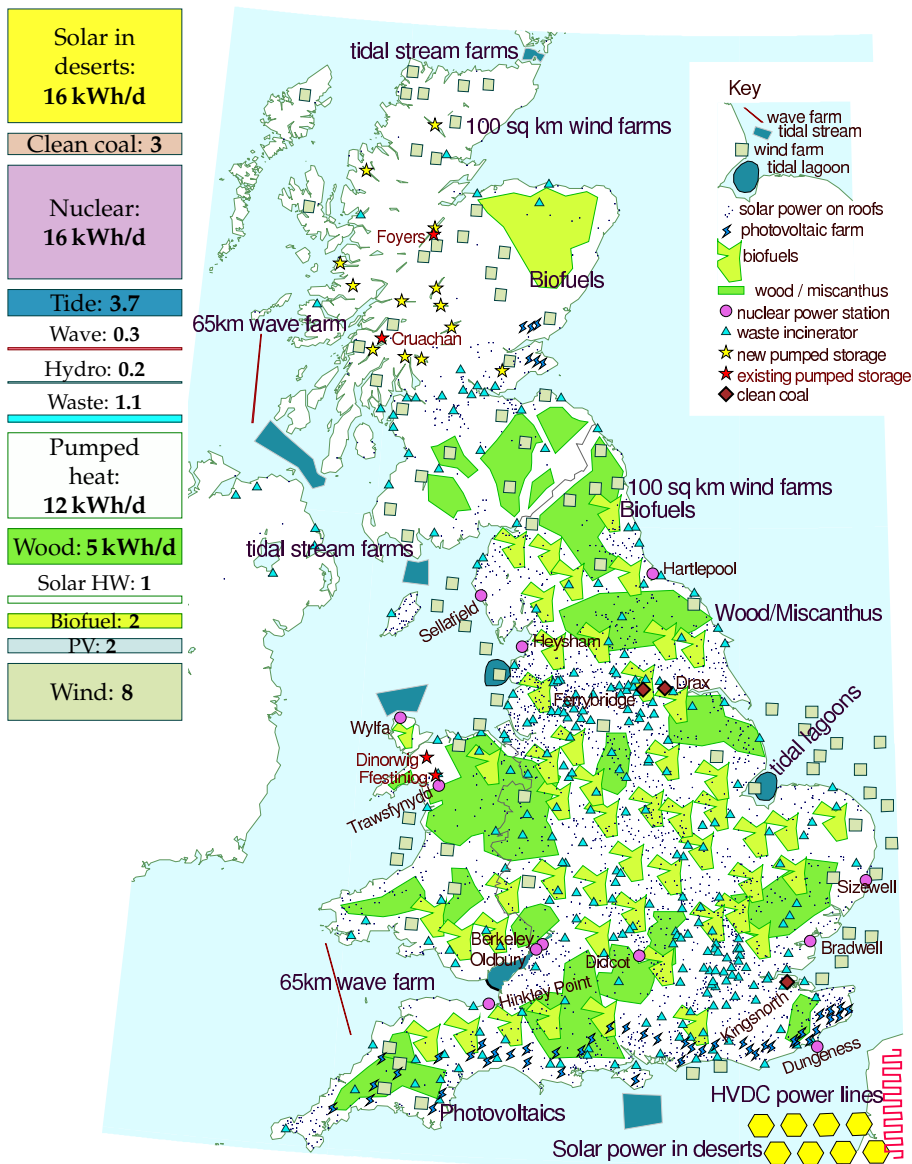 Solar in
deserts:
16 kWh/d
Clean coal: 3
Nuclear:
16 kWh/d
Tide: 3.7
Wave: 0.3
Hydro: 0.2
Waste: 1.1
Pumped
heat:
12 kWh/d
Wood: 5 kWh/d
Solar HW: 1
Biofuel: 2
PV: 2
Wind: 8
tidal stream farms
100 sq km wind farms
Foyers
Biofuels
65km wave farm
Cruachan
100 sq km wind farms
Biofuels
tidal stream farms
Hartlepool
Sellafield
Wood/Miscanthus
Heysham
Ferrybridge
Drax
Wylfa
tidal lagoons
Dinorwig
Ffestiniog
Trawsfynydd
Sizewell
Berkeley
Oldbury
Didcot
Bradwell
65km wave farm
Hinkley Point
Kingsnorth
Dungeness
HVDC power lines
Photovoltaics
Solar power in deserts
Key
wave farm
tidal stream
wind farm
tidal lagoon
solar power on roofs
photovoltaic farm
biofuels
wood / miscanthus
nuclear power station
waste incinerator
new pumped storage
existing pumped storage
clean coal